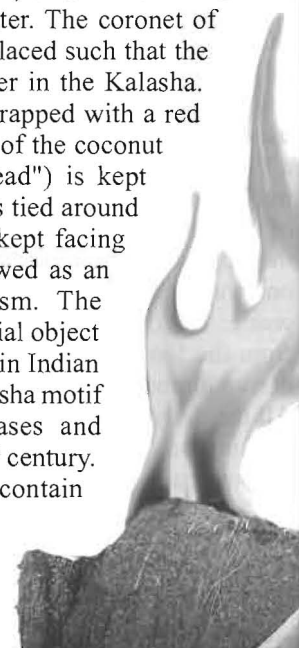 ter. The coronet of
laced such that the
er in the Kalasha.
rapped with a red
of the coconut
ead") is kept
s tied around
kept facing
wed as an
sm. The
ial object
in Indian
sha motif
ases and
century.
contain